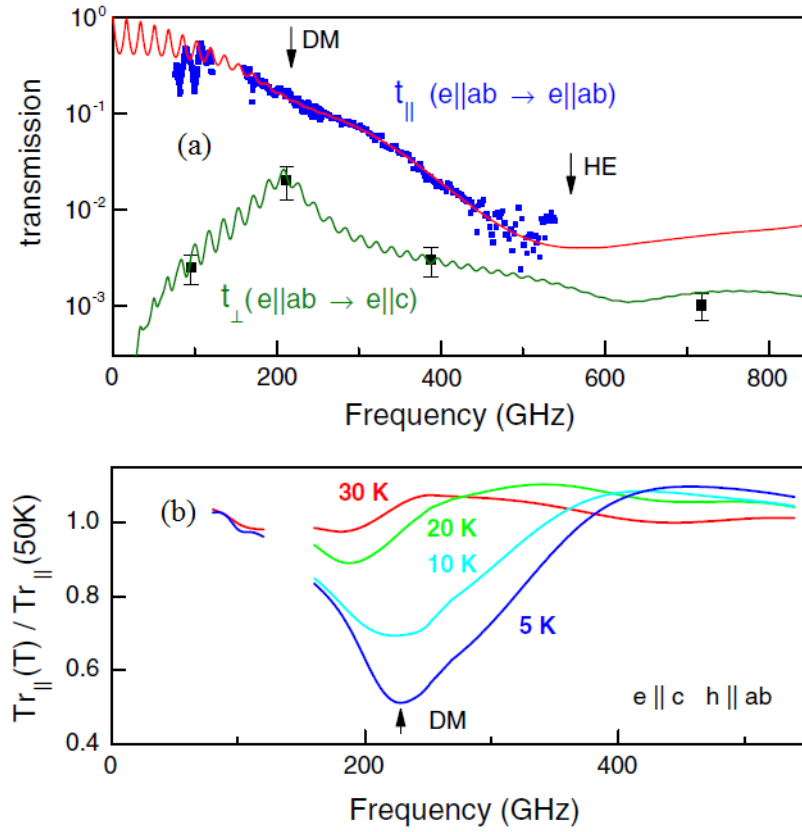 10⁰
DM
t∥ (e||ab → e||ab)
10⁻¹
(a)
HE
transmission
10⁻²
10⁻³
t⊥(e||ab → e||c)
0 200 400 600 800
Frequency (GHz)
(b)
30 K
1.0
20 K
10 K
Tr∥(T) / Tr∥(50K)
0.8
5 K
0.6
e || c h || ab
DM
0.4
200 400
Frequency (GHz)